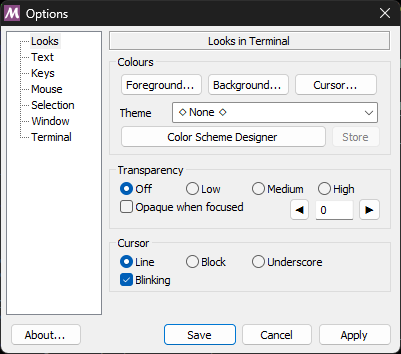 M Options
Looks
Text
Keys
Mouse
Selection
Window
Terminal
Looks in Terminal
Colours
Foreground... Background... Cursor...
Theme ◇ None ◇
Color Scheme Designer Store
Transparency
Off Low Medium High
Opaque when focused 0
Cursor
Line Block Underscore
Blinking
About... Save Cancel Apply